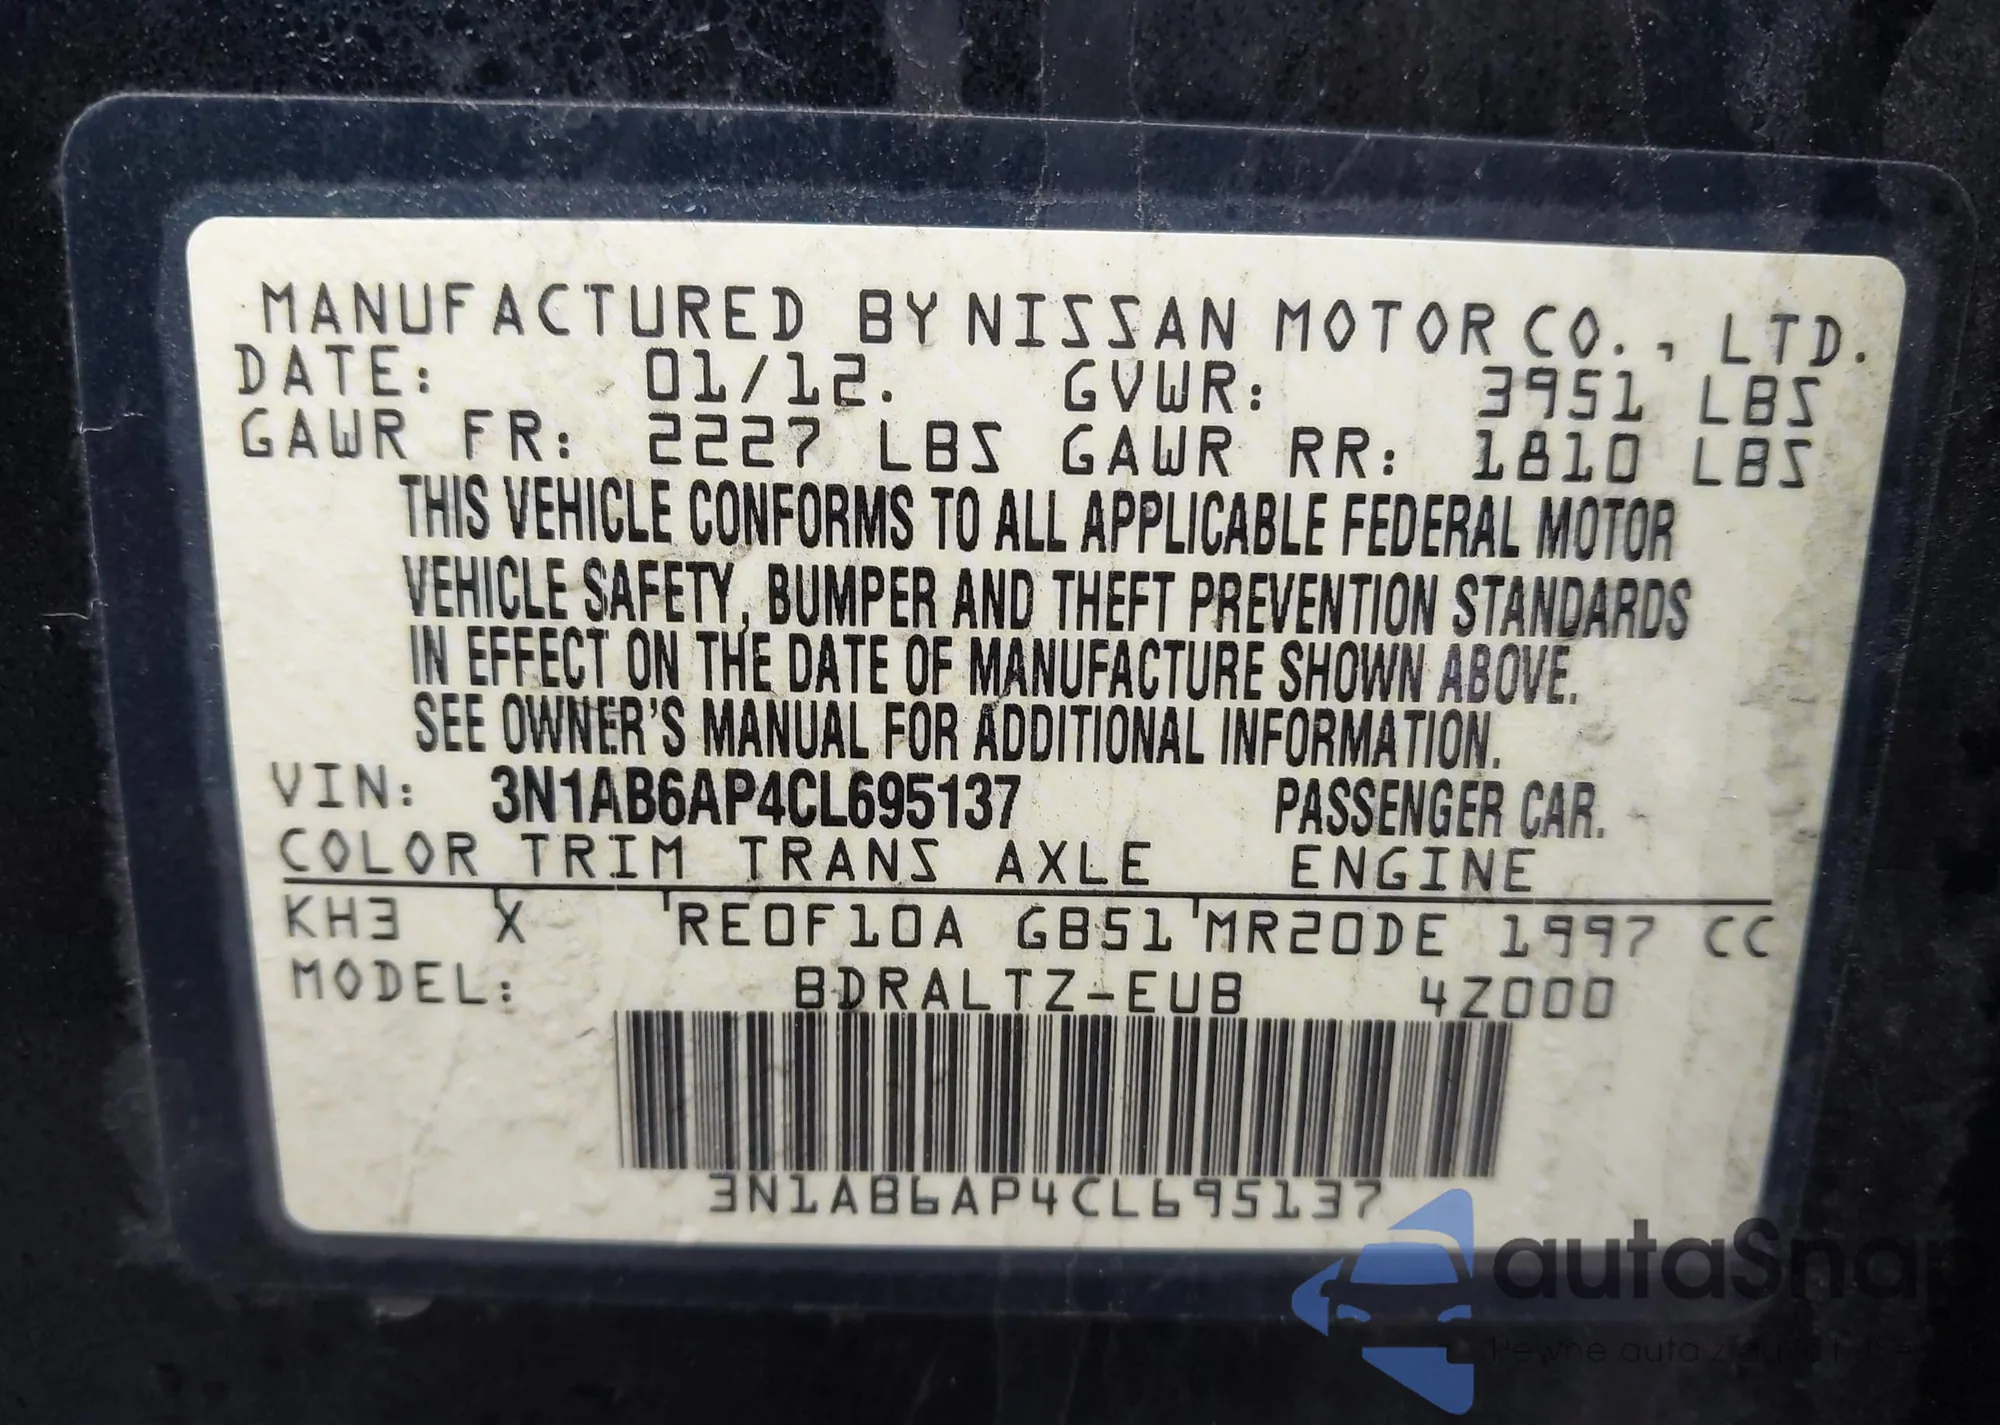 MANUFACTURED BY NISSAN MOTOR CO., LTD.
DATE: 01/12. GVWR: 3951 LBS
GAWR FR: 2227 LBS GAWR RR: 1810 LBS
THIS VEHICLE CONFORMS TO ALL APPLICABLE FEDERAL MOTOR
VEHICLE SAFETY, BUMPER AND THEFT PREVENTION STANDARDS
IN EFFECT ON THE DATE OF MANUFACTURE SHOWN ABOVE.
SEE OWNER'S MANUAL FOR ADDITIONAL INFORMATION.
VIN: 3N1AB6AP4CL695137 PASSENGER CAR.
COLOR TRIM TRANS AXLE ENGINE
KH3 X RE0F10A GB51 MR20DE 1997 CC
MODEL: BDRALTZ-EUB 4Z000
3N1AB6AP4CL695137
autaSnap
Pewne auta z